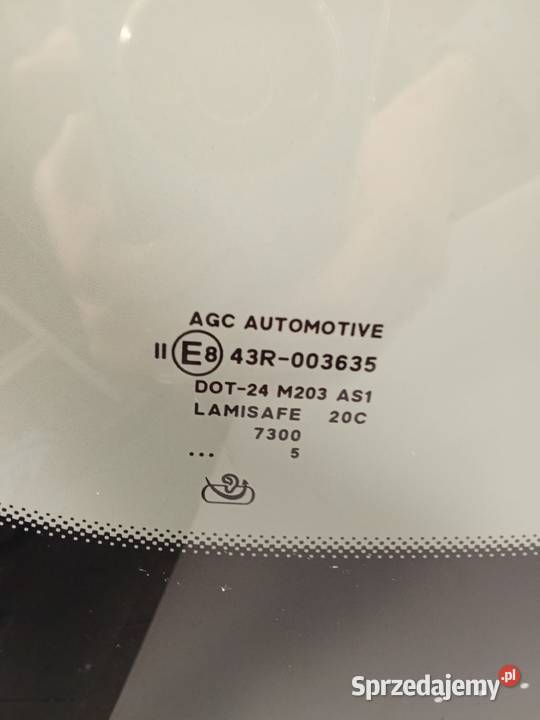 AGC AUTOMOTIVE
II E8 43R-003635
DOT-24 M203 AS1
LAMISAFE 20C
7300
... 5
Sprzedajemy.pl